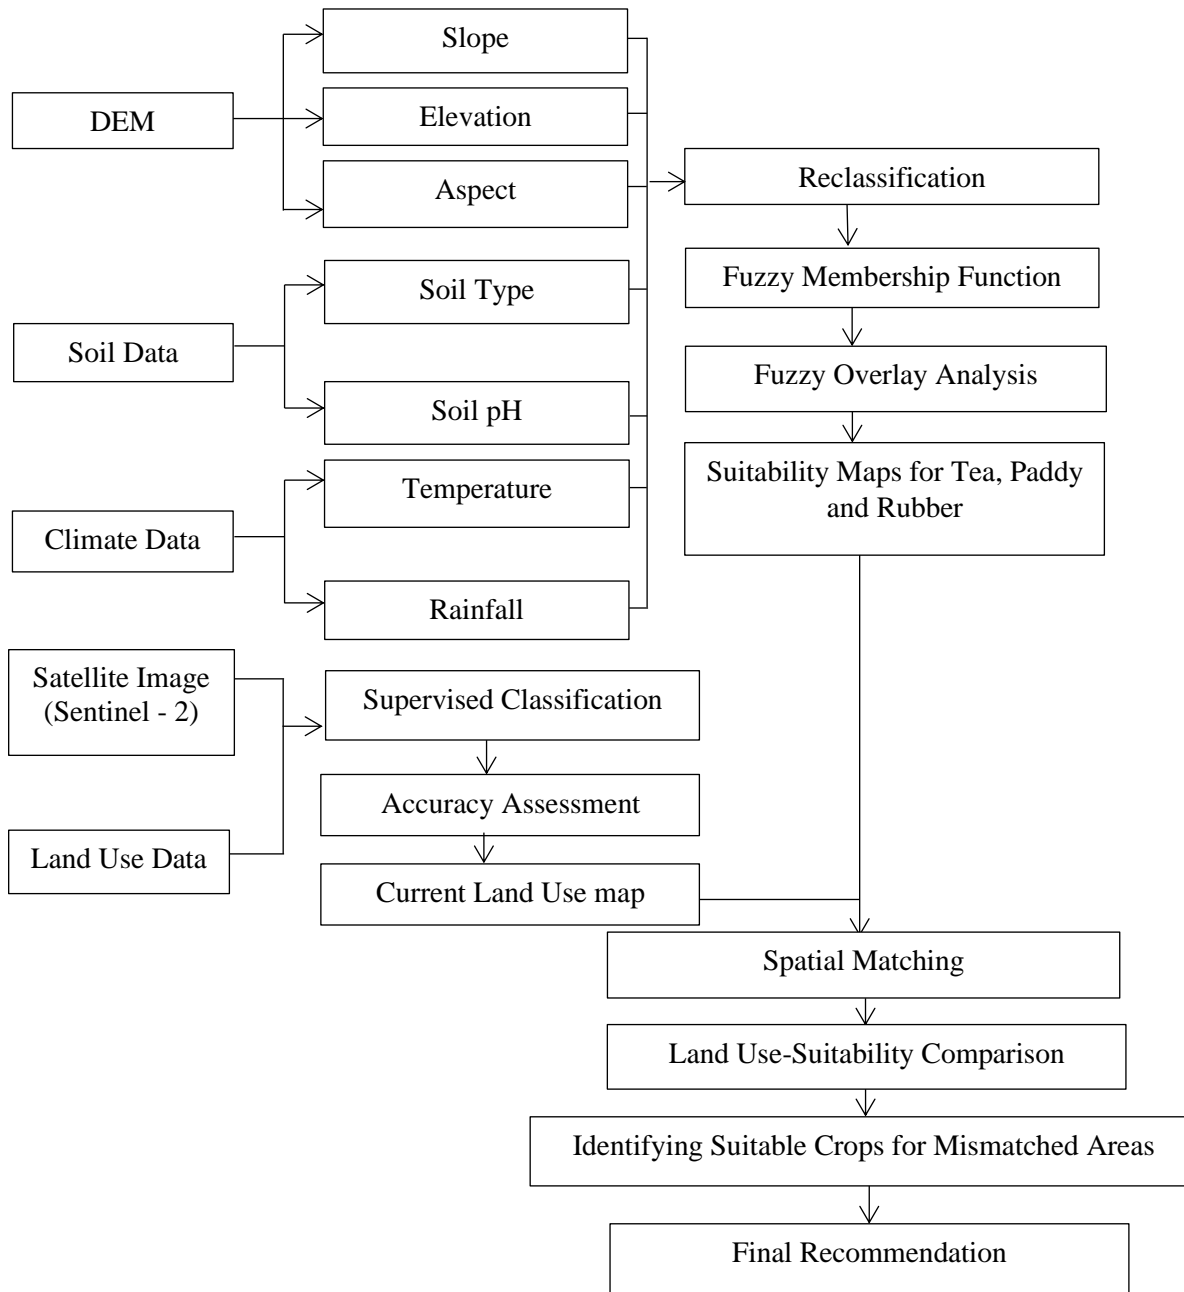 Slope
DEM
Elevation
Aspect
Reclassification
Soil Type
Fuzzy Membership Function
Soil Data
Fuzzy Overlay Analysis
Soil pH
Suitability Maps for Tea, Paddy
and Rubber
Temperature
Climate Data
Rainfall
Satellite Image
(Sentinel - 2)
Supervised Classification
Accuracy Assessment
Land Use Data
Current Land Use map
Spatial Matching
Land Use-Suitability Comparison
Identifying Suitable Crops for Mismatched Areas
Final Recommendation